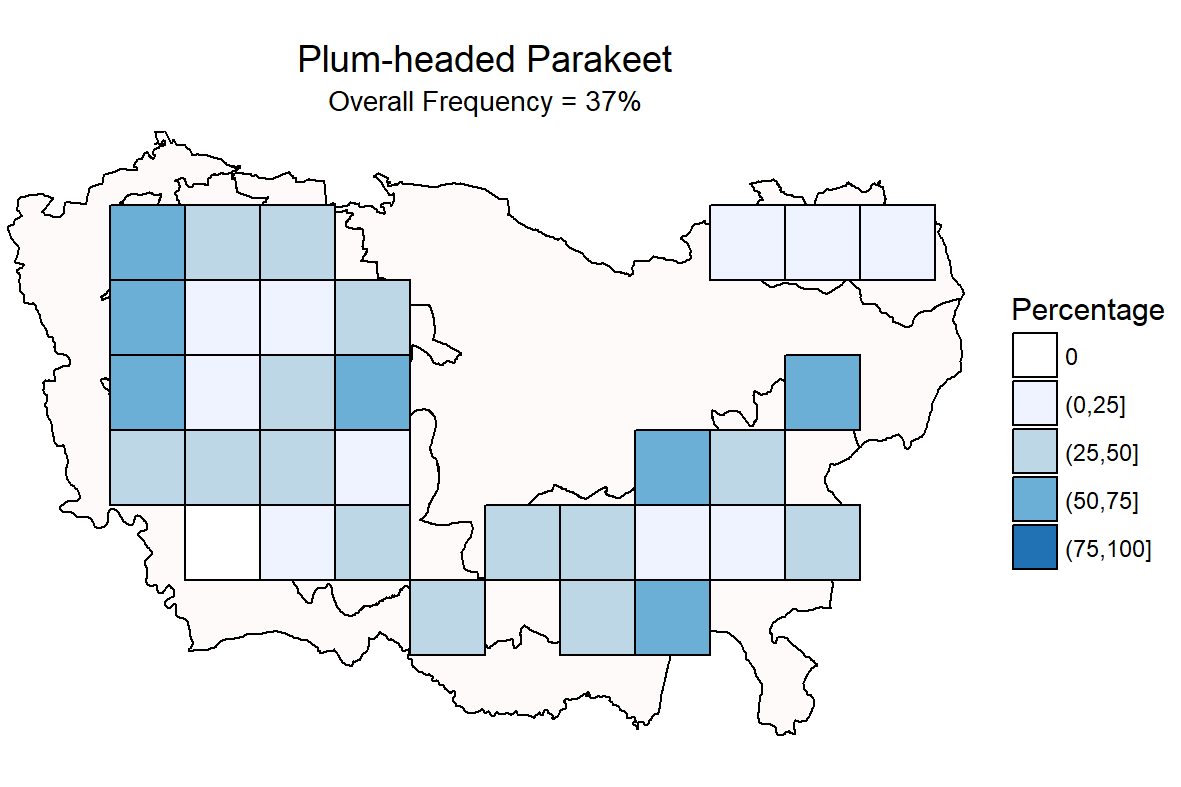 Plum-headed Parakeet
Overall Frequency = 37%
Percentage
0
(0,25]
(25,50]
(50,75]
(75,100]